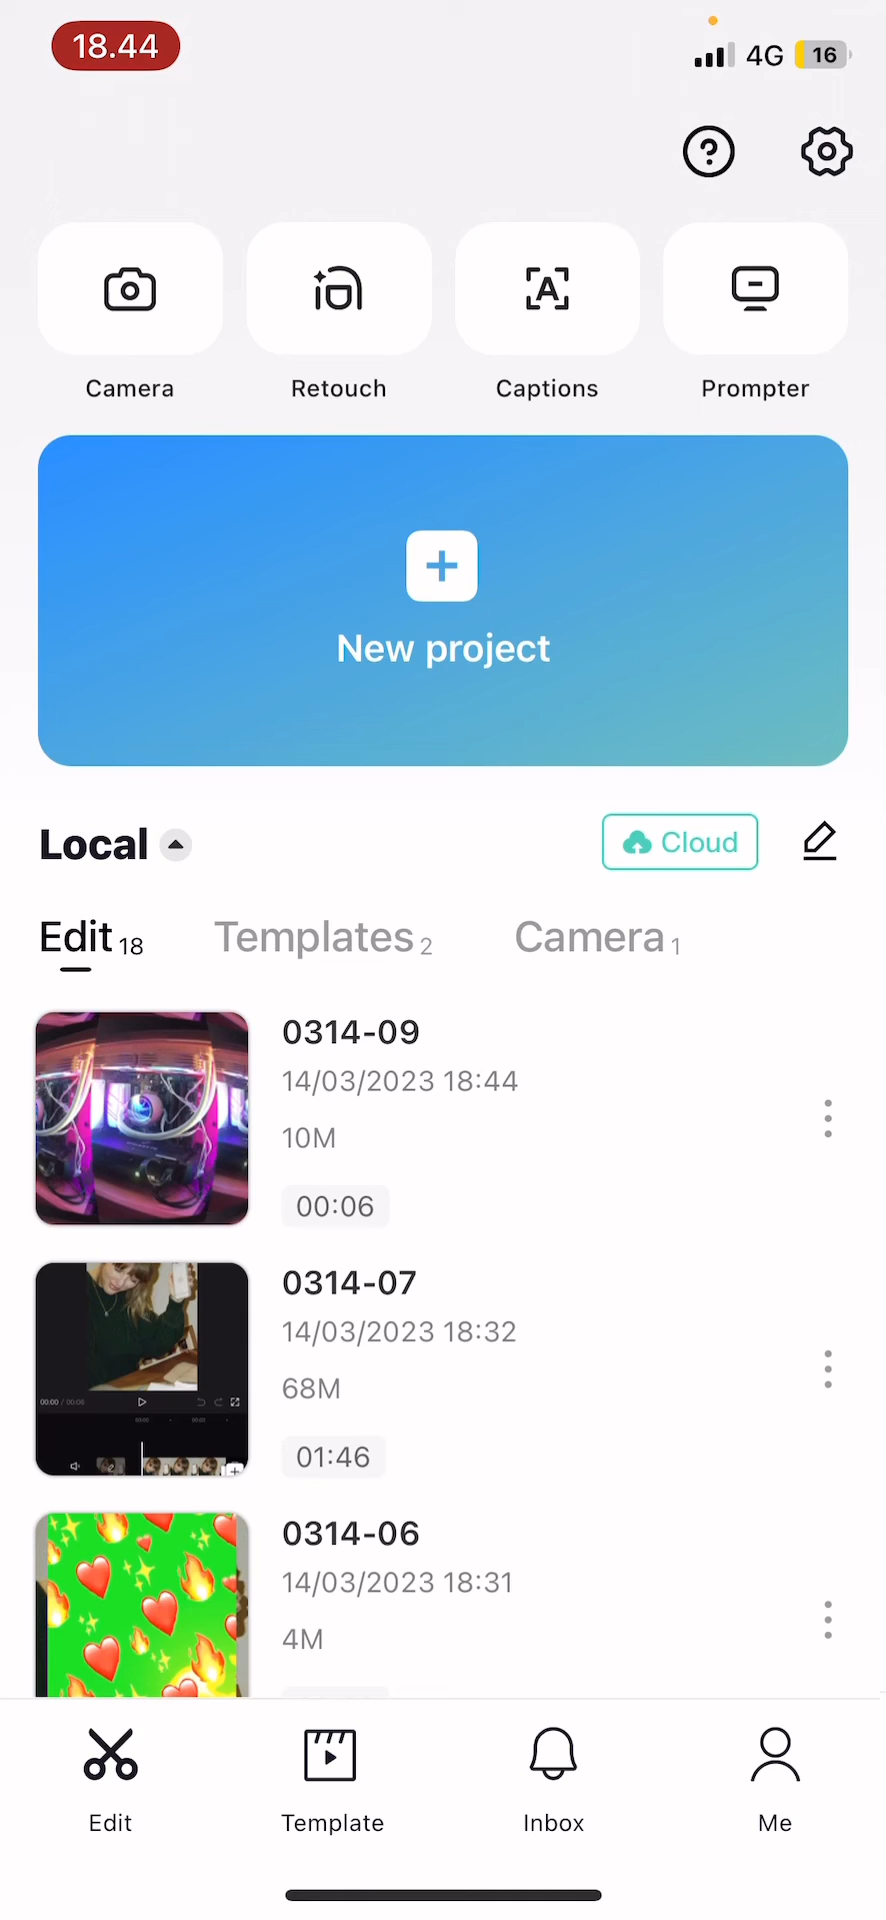 18.44
4G 16
Camera
Retouch
Captions
Prompter
New project
Local
Cloud
Edit 18
Templates 2
Camera 1
0314-09
14/03/2023 18:44
10M
00:06
0314-07
14/03/2023 18:32
68M
01:46
0314-06
14/03/2023 18:31
4M
Edit
Template
Inbox
Me